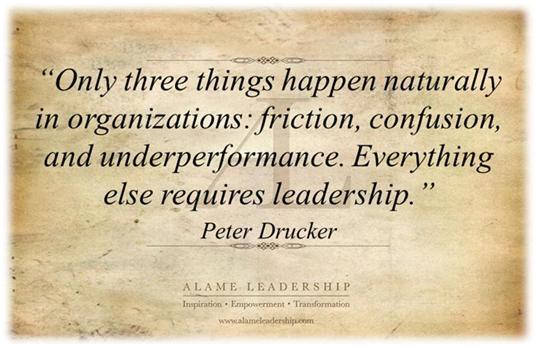 “Only three things happen naturally
in organizations: friction, confusion,
and underperformance. Everything
else requires leadership.”
Peter Drucker
ALAME LEADERSHIP
Inspiration • Empowerment • Transformation
www.alameleadership.com